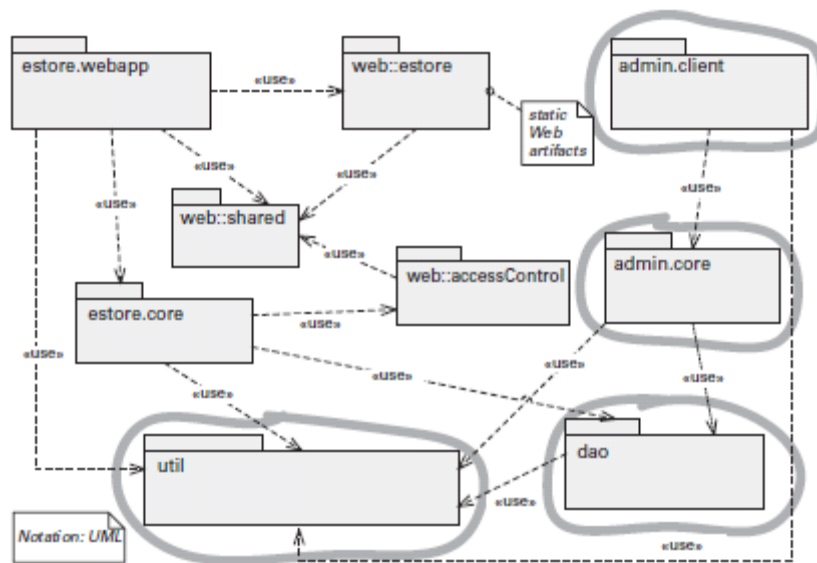 estore.webapp
«use»
web::estore
admin.client
static
Web
artifacts
«use»
«use»
«use»
«use»
web::shared
web::accessControl
admin.core
estore.core
«use»
«use»
«use»
«use»
«use»
«use»
util
dao
«use»
Notation: UML
«use»